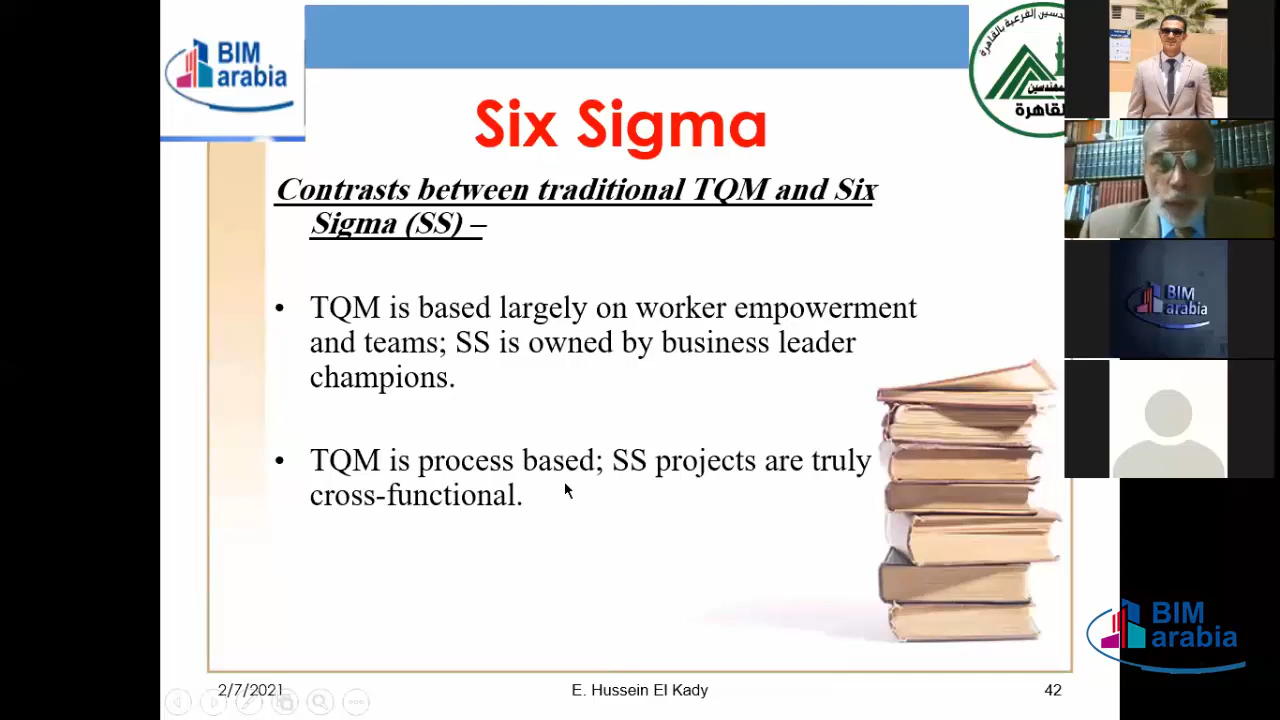 BIM
arabia
المهندسين
القاهرة
Six Sigma
Contrasts between traditional TQM and Six
Sigma (SS) –
• TQM is based largely on worker empowerment
and teams; SS is owned by business leader
champions.
• TQM is process based; SS projects are truly
cross-functional.
2/7/2021
E. Hussein El Kady
42
BIM
arabia
BIM
arabia